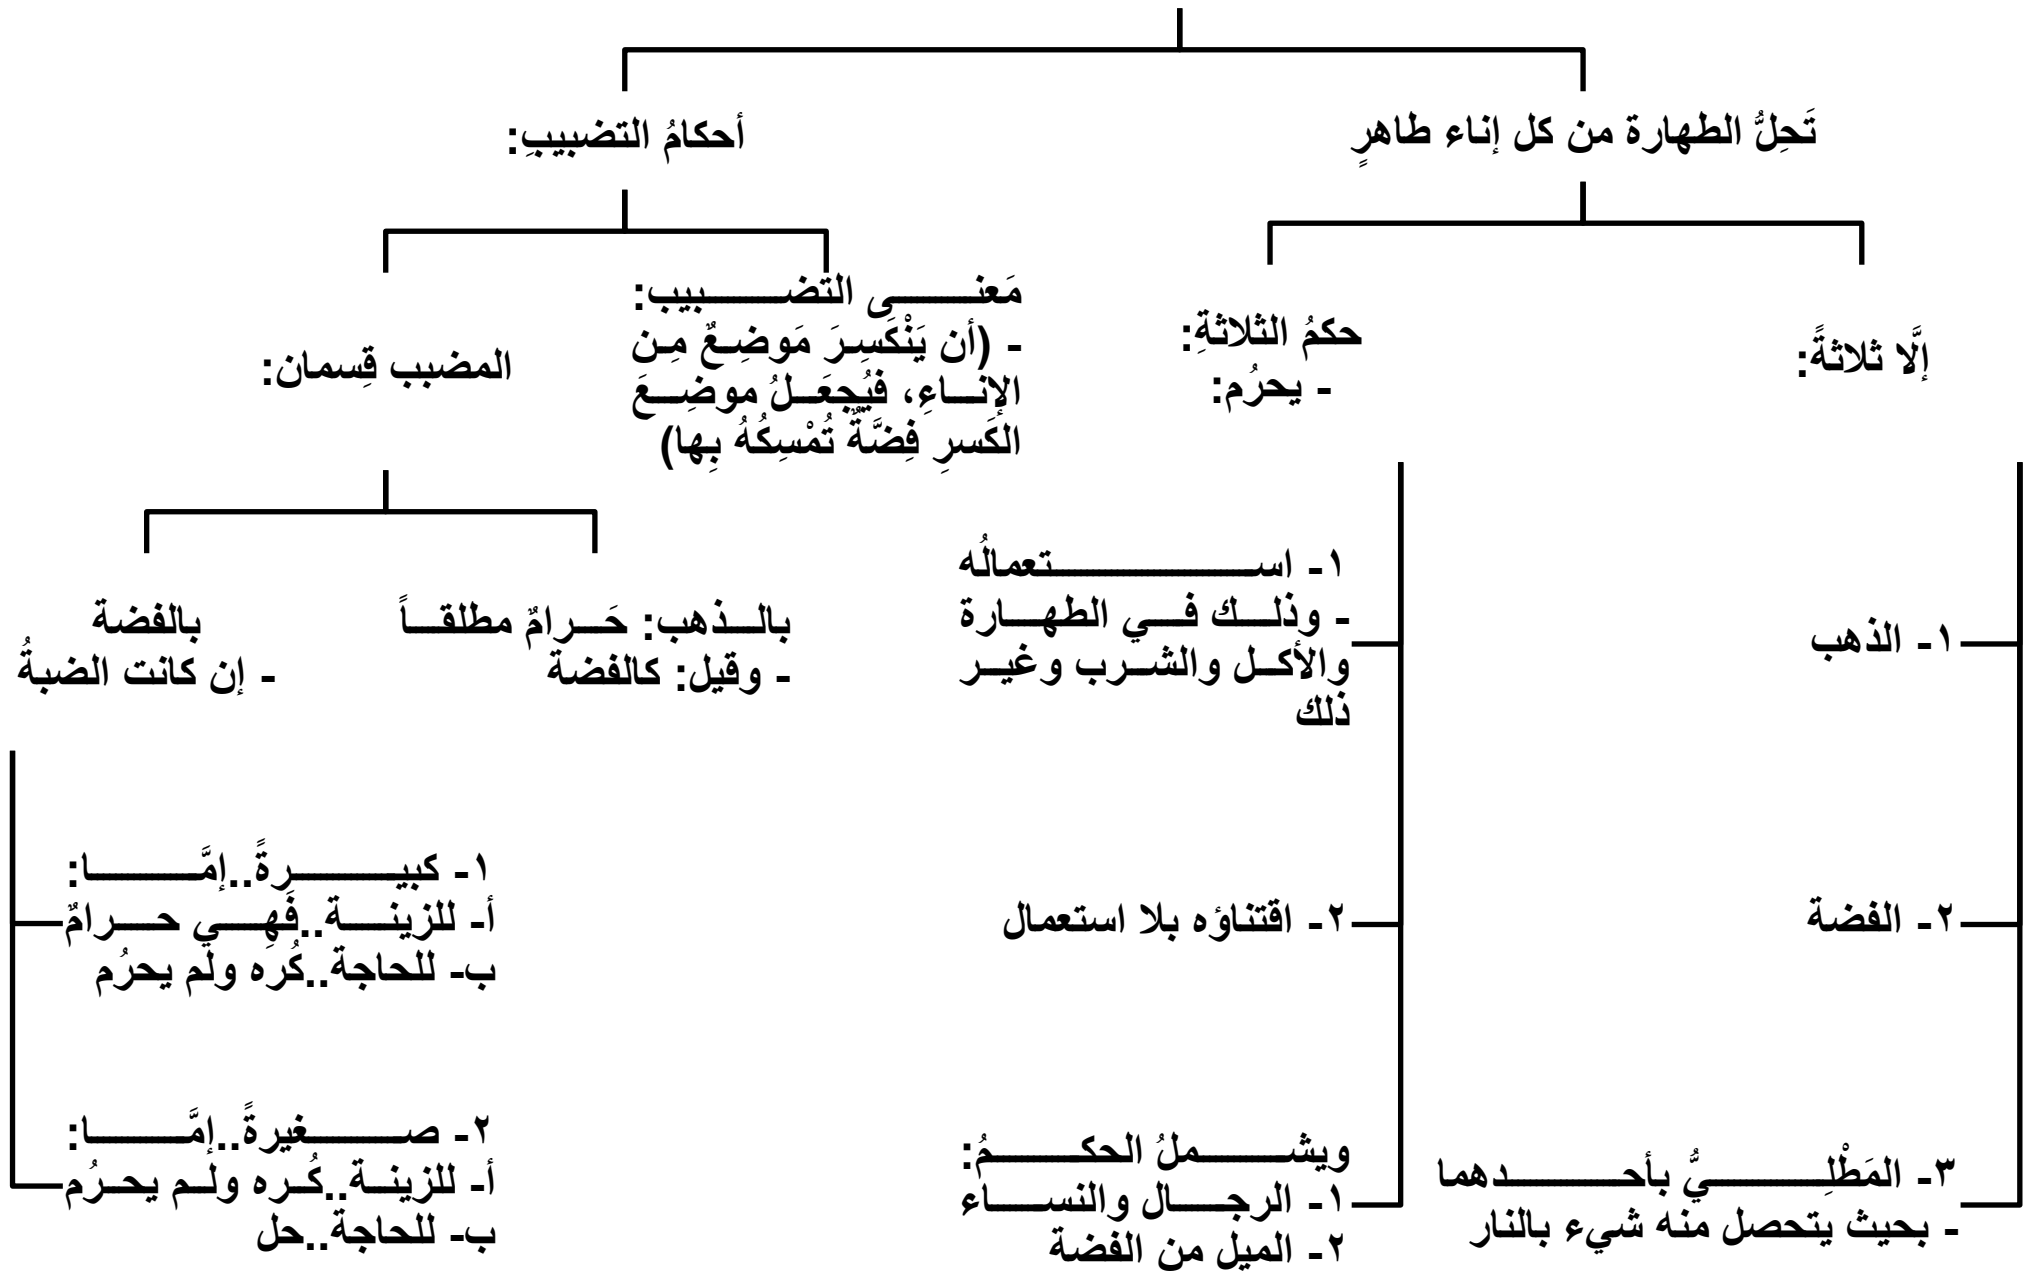 تَحِلُّ الطهارة من كل إناء طاهرٍ
أحكامُ التضبيبِ:
إلَّا ثلاثةً:
حكمُ الثلاثةِ:
- يحرُم:
مَعنى التضبيب:
- (أن يَنْكَسِرَ مَوضِعٌ مِن
الإناءِ، فيُجعَلُ موضِعَ
الكَسرِ فِضَّةٌ تُمْسِكُهُ بِها)
المضبب قِسمان:
١- الذهب
٢- الفضة
٣- المَطْلِيُّ بأحدهما
- بحيث يتحصل منه شيء بالنار
١- استعمالُه
- وذلك في الطهارة
والأكل والشرب وغير
ذلك
٢- اقتناؤه بلا استعمال
ويشملُ الحكمُ:
١- الرجال والنساء
٢- الميل من الفضة
بالذهب: حَرامٌ مطلقاً
- وقيل: كالفضة
بالفضة
- إن كانت الضبةُ
١- كبيرةً..إمَّا:
أ- للزينة..فَهِي حرامٌ
ب- للحاجة..كُرِه ولم يحرُم
٢- صغيرةً..إمَّا:
أ- للزينة..كُره ولم يحرُم
ب- للحاجة..حل